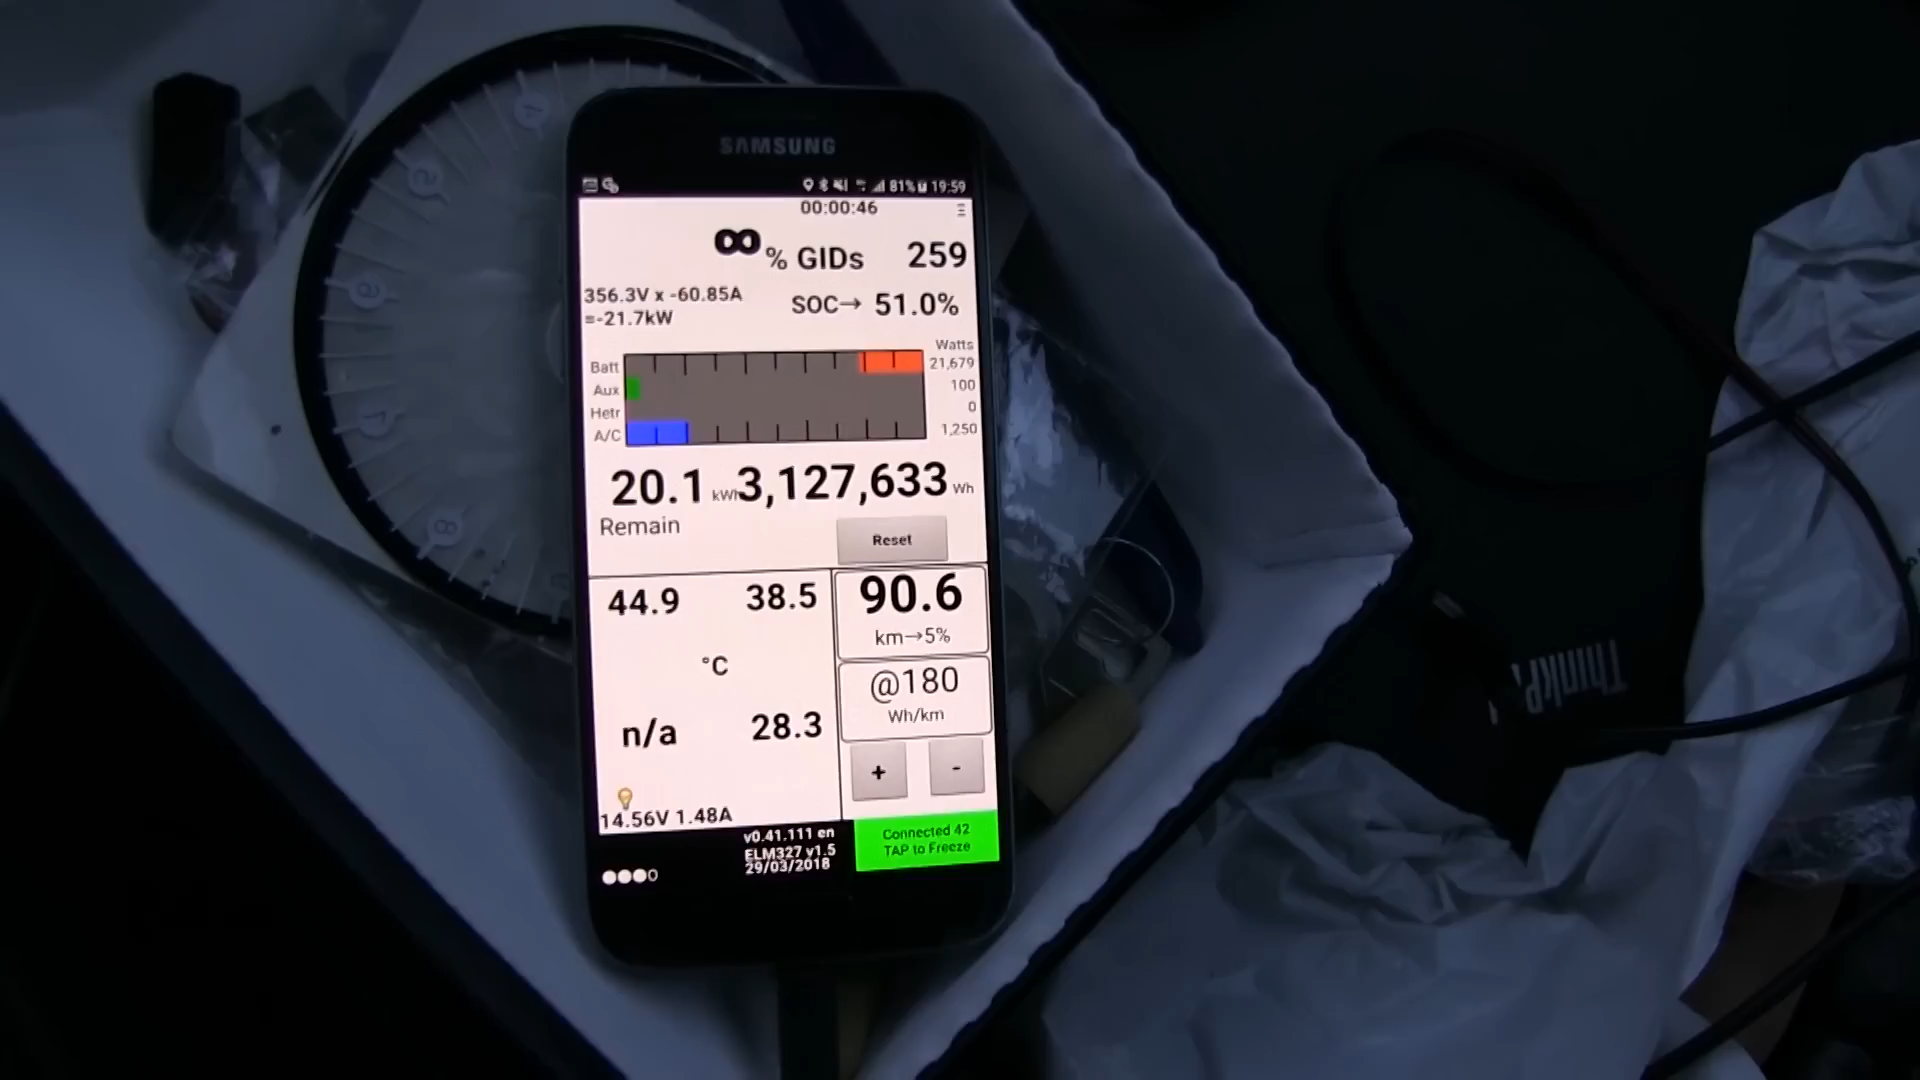 SAMSUNG
81% 19:59
00:00:46
∞ % GIDs 259
356.3V x -60.85A
=-21.7kW
SOC→ 51.0%
Watts
Batt 21,679
Aux 100
Hetr 0
A/C 1,250
20.1 kWh 3,127,633 Wh
Remain
Reset
44.9 38.5
90.6
km→5%
°C
@180
Wh/km
n/a 28.3
+ -
14.56V 1.48A
v0.41.111 en
ELM327 v1.5
29/03/2018
Connected 42
TAP to Freeze